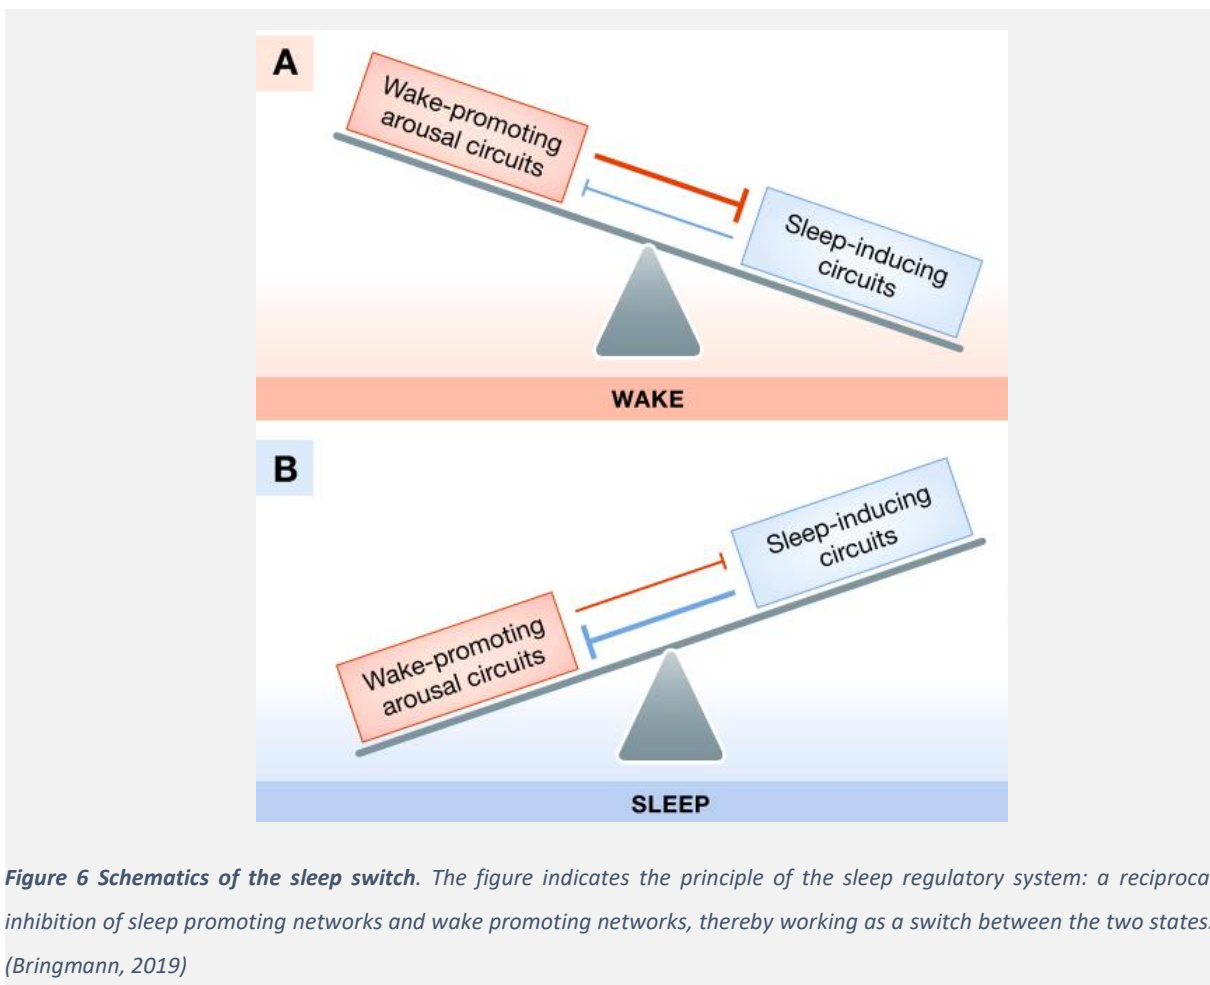 A
Wake-promoting
arousal circuits
Sleep-inducing
circuits
WAKE
B
Sleep-inducing
circuits
Wake-promoting
arousal circuits
SLEEP
Figure 6 Schematics of the sleep switch. The figure indicates the principle of the sleep regulatory system: a reciproca
inhibition of sleep promoting networks and wake promoting networks, thereby working as a switch between the two states.
(Bringmann, 2019)